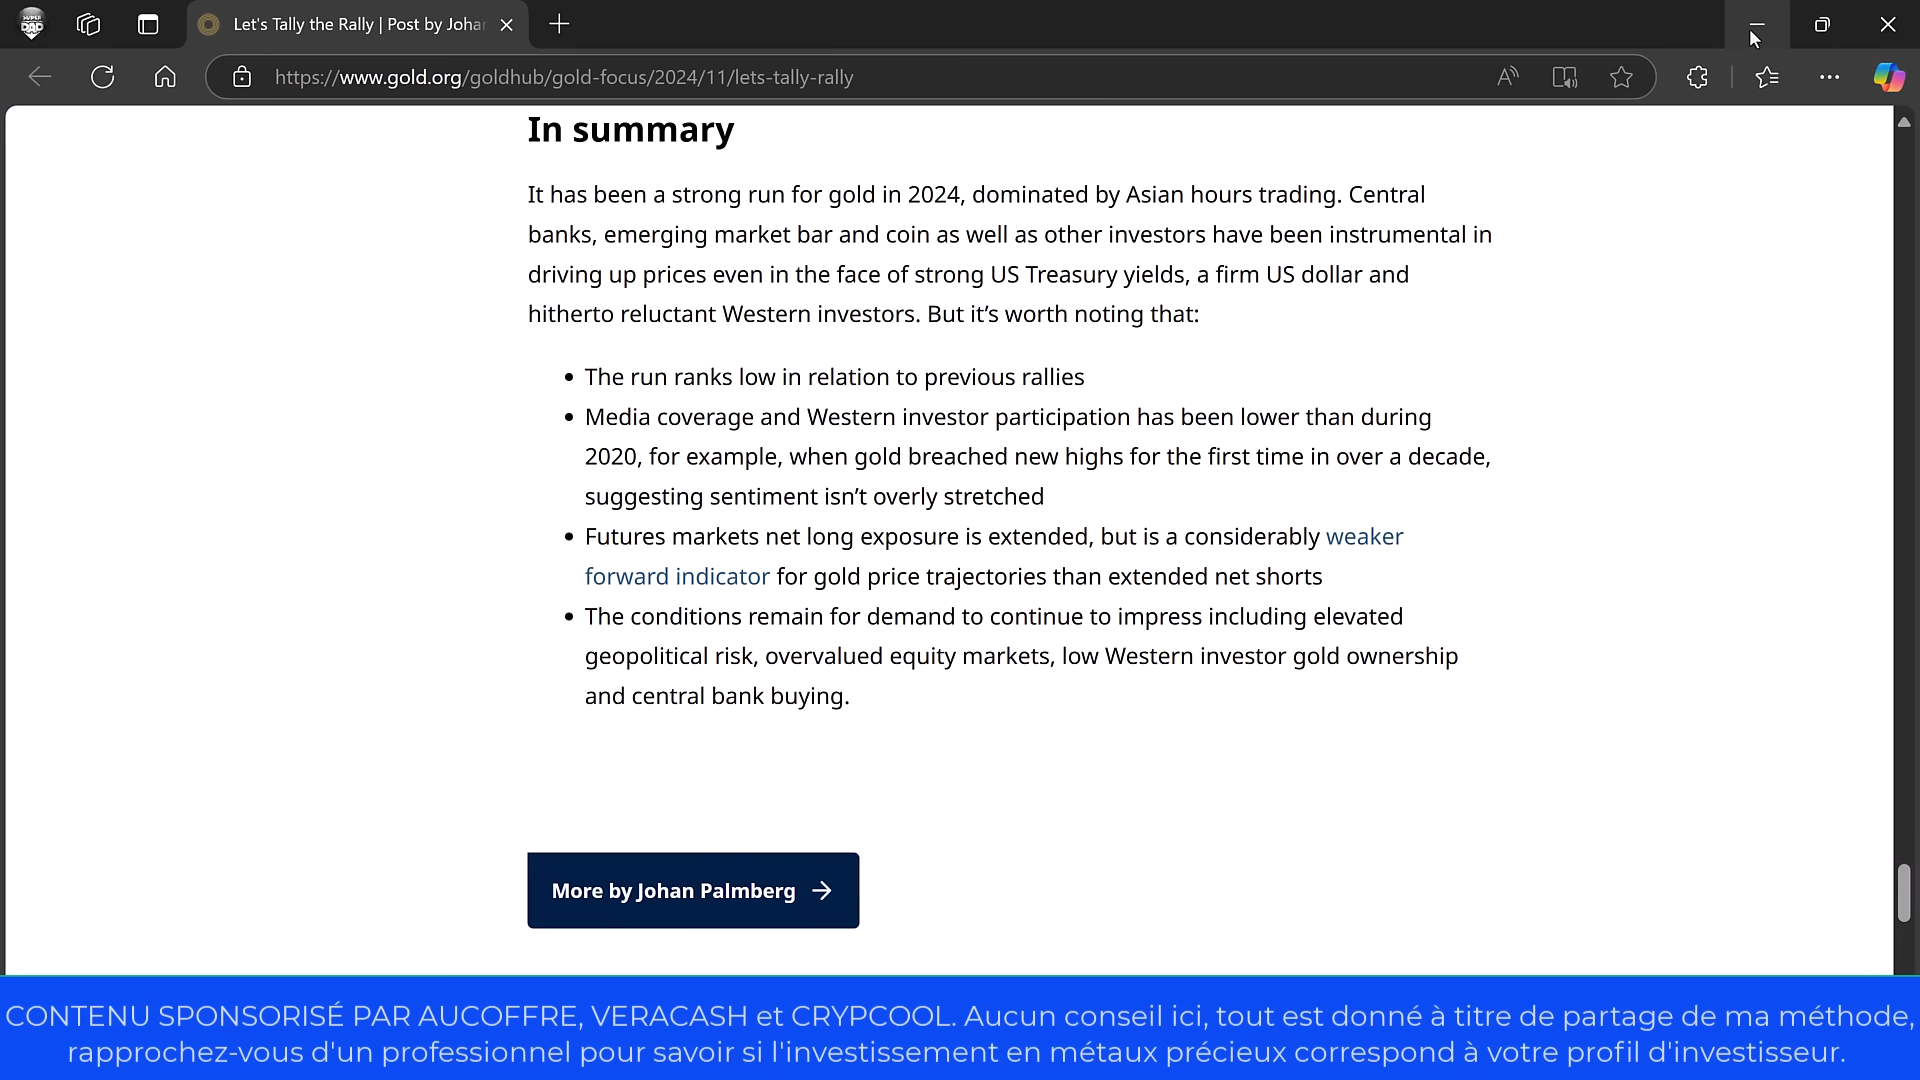 SUPER
DAD
Let's Tally the Rally | Post by Joha
https://www.gold.org/goldhub/gold-focus/2024/11/lets-tally-rally
In summary
It has been a strong run for gold in 2024, dominated by Asian hours trading. Central
banks, emerging market bar and coin as well as other investors have been instrumental in
driving up prices even in the face of strong US Treasury yields, a firm US dollar and
hitherto reluctant Western investors. But it’s worth noting that:
• The run ranks low in relation to previous rallies
• Media coverage and Western investor participation has been lower than during
2020, for example, when gold breached new highs for the first time in over a decade,
suggesting sentiment isn’t overly stretched
• Futures markets net long exposure is extended, but is a considerably weaker
forward indicator for gold price trajectories than extended net shorts
• The conditions remain for demand to continue to impress including elevated
geopolitical risk, overvalued equity markets, low Western investor gold ownership
and central bank buying.
More by Johan Palmberg →
CONTENU SPONSORISÉ PAR AUCOFFRE, VERACASH et CRYPCOOL. Aucun conseil ici, tout est donné à titre de partage de ma méthode,
rapprochez-vous d'un professionnel pour savoir si l'investissement en métaux précieux correspond à votre profil d'investisseur.